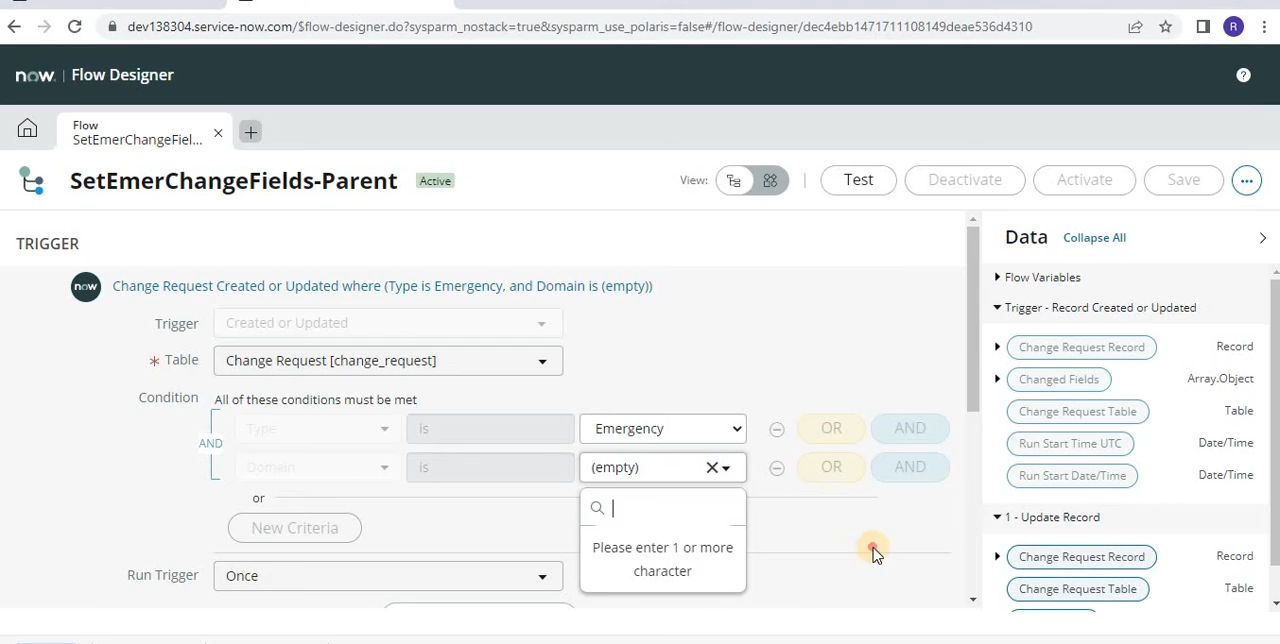 dev138304.service-now.com/$flow-designer.do?sysparm_nostack=true&sysparm_use_polaris=false#/flow-designer/dec4ebb1471711108149deae536d4310
R
now. | Flow Designer
?
Flow
SetEmerChangeFiel...
SetEmerChangeFields-Parent
Active
View:
Test
Deactivate
Activate
Save
TRIGGER
now
Change Request Created or Updated where (Type is Emergency, and Domain is (empty))
Trigger
Created or Updated
* Table
Change Request [change_request]
Condition
All of these conditions must be met
AND
Type
is
Emergency
OR
AND
Domain
is
(empty)
OR
AND
or
New Criteria
Please enter 1 or more
character
Run Trigger
Once
Data
Collapse All
Flow Variables
Trigger - Record Created or Updated
Change Request Record
Record
Changed Fields
Array.Object
Change Request Table
Table
Run Start Time UTC
Date/Time
Run Start Date/Time
Date/Time
1 - Update Record
Change Request Record
Record
Change Request Table
Table